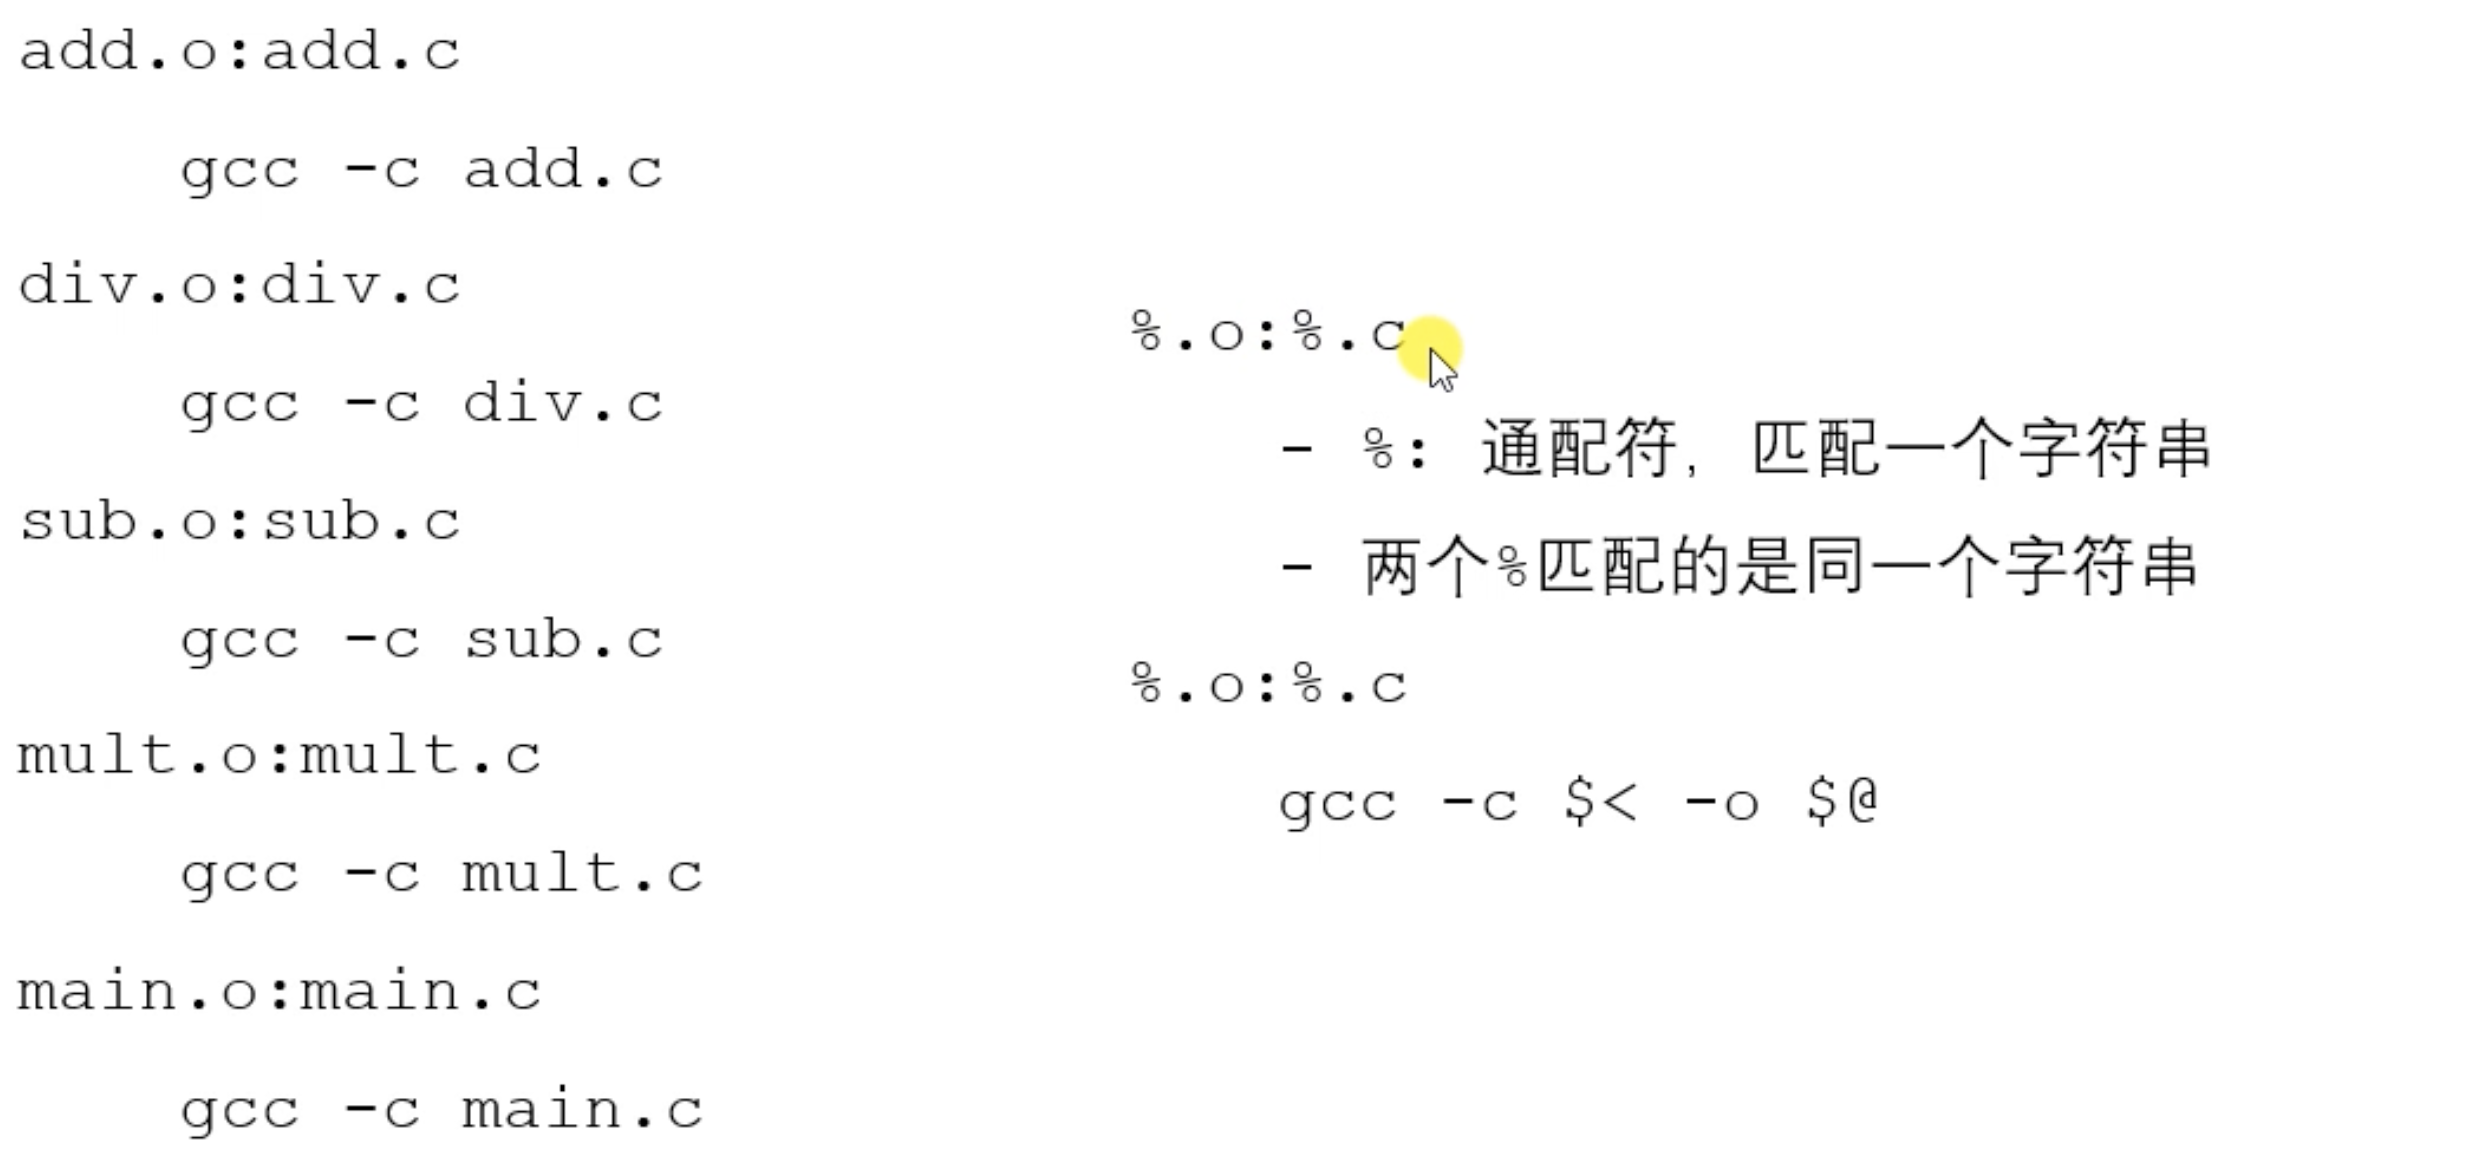 add.o:add.c
gcc -c add.c
div.o:div.c
gcc -c div.c
sub.o:sub.c
gcc -c sub.c
mult.o:mult.c
gcc -c mult.c
main.o:main.c
gcc -c main.c
%.o:%.c
- %: 通配符, 匹配一个字符串
- 两个%匹配的是同一个字符串
%.o:%.c
gcc -c $< -o $@